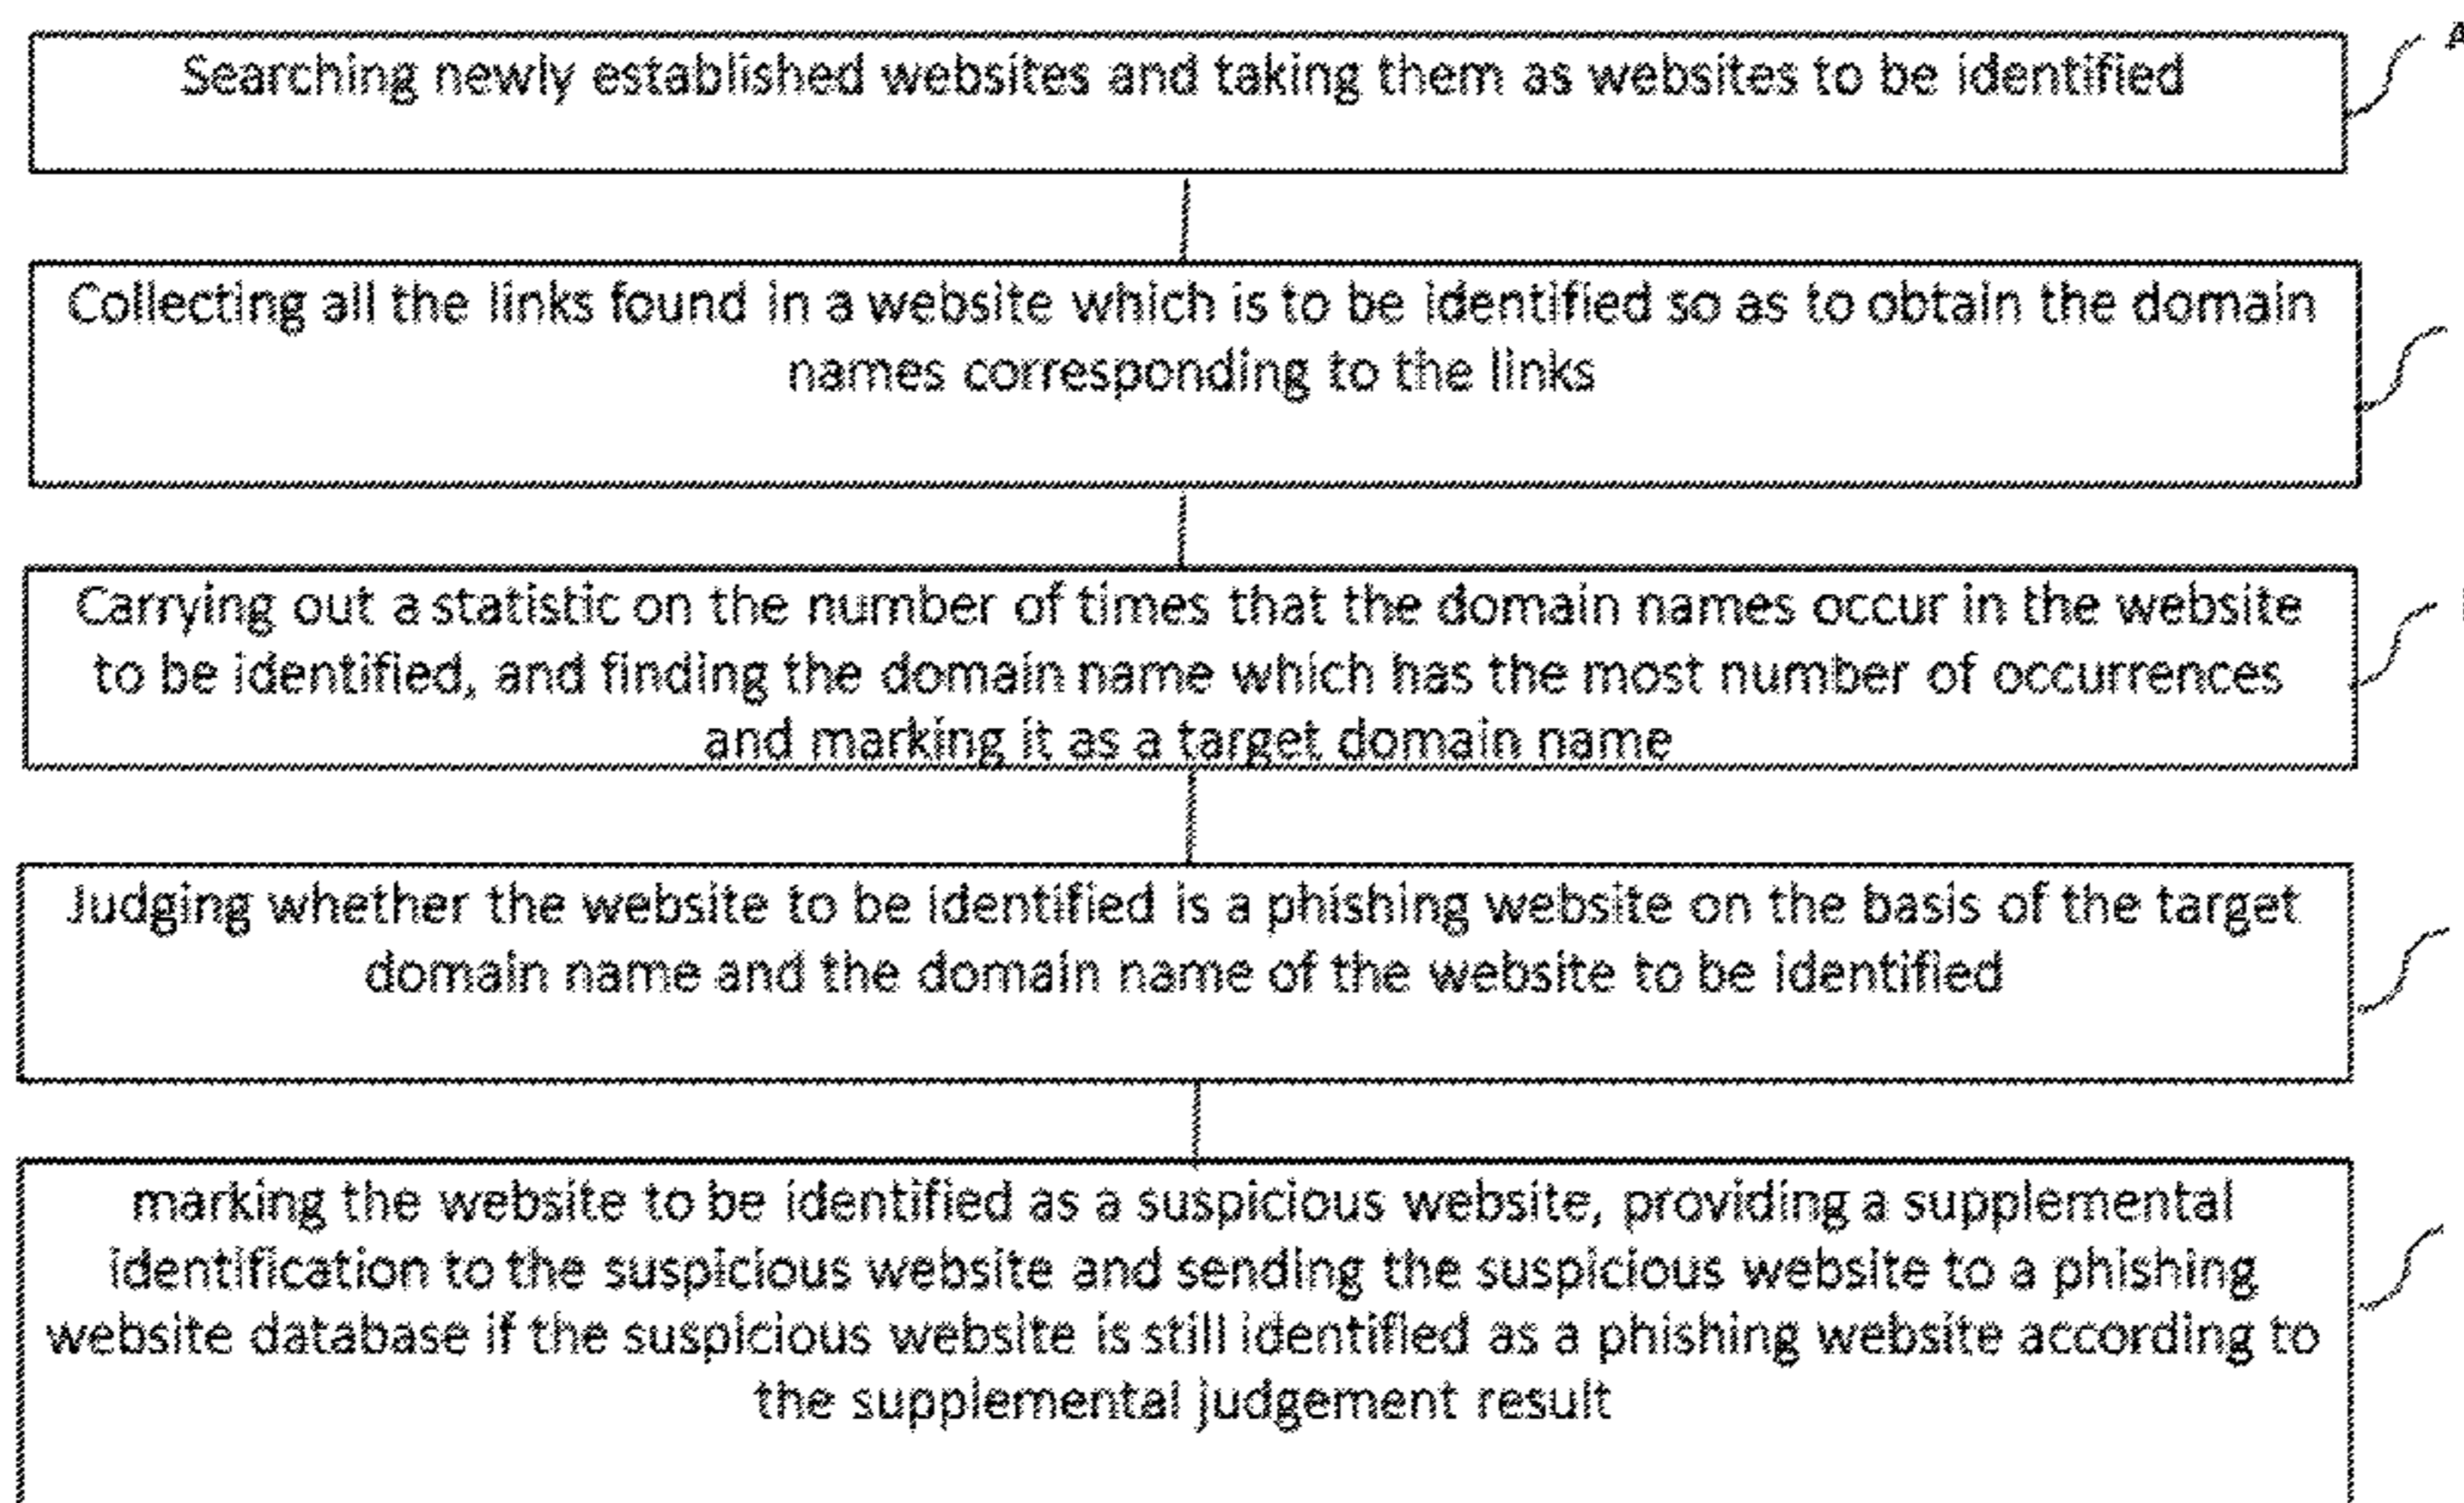 Searching newly established websites and taking them as websites to be identified
Collecting all the links found in a website which is to be identified so as to obtain the domain
names corresponding to the links
Carrying out a statistic on the number of times that the domain names occur in the website
to be identified, and finding the domain name which has the most number of occurrences
and marking it as a target domain name
Judging whether the website to be identified is a phishing website on the basis of the target
domain name and the domain name of the website to be identified
marking the website to be identified as a suspicious website, providing a supplemental
identification to the suspicious website and sending the suspicious website to a phishing
website database if the suspicious website is still identified as a phishing website according to
the supplemental judgement result